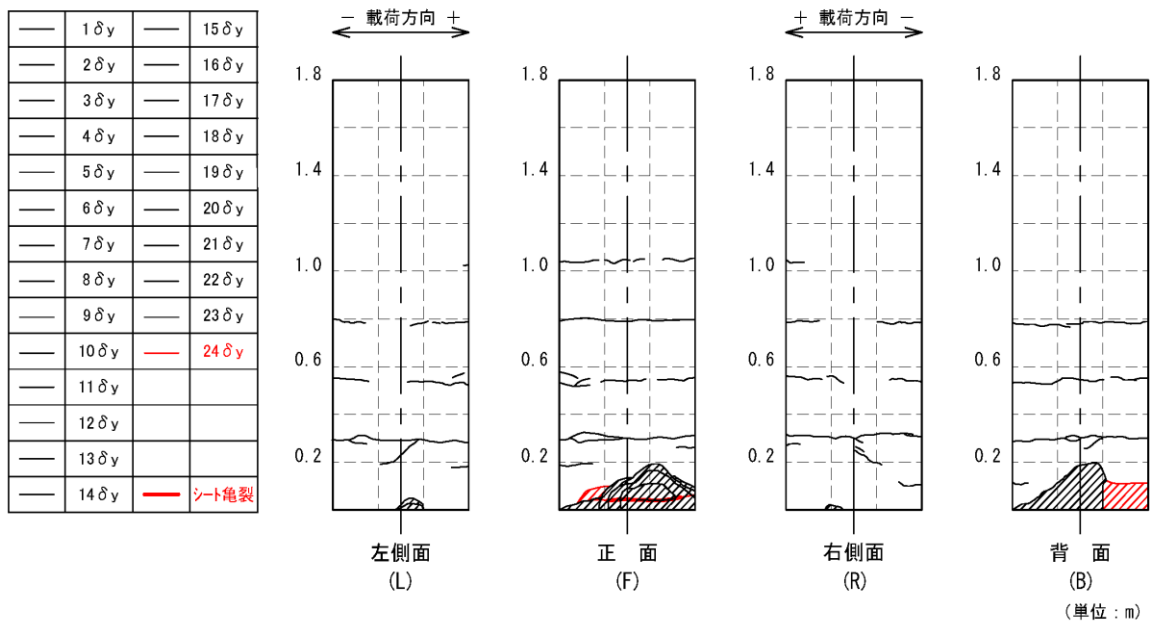 1δy 15δy
2δy 16δy
3δy 17δy
4δy 18δy
5δy 19δy
6δy 20δy
7δy 21δy
8δy 22δy
9δy 23δy
10δy 24δy
11δy
12δy
13δy
14δy シート亀裂
− 載荷方向 +
1.8
1.4
1.0
0.6
0.2
左側面
(L)
1.8
1.4
1.0
0.6
0.2
正 面
(F)
+ 載荷方向 −
1.8
1.4
1.0
0.6
0.2
右側面
(R)
1.8
1.4
1.0
0.6
0.2
背 面
(B)
(単位:m)